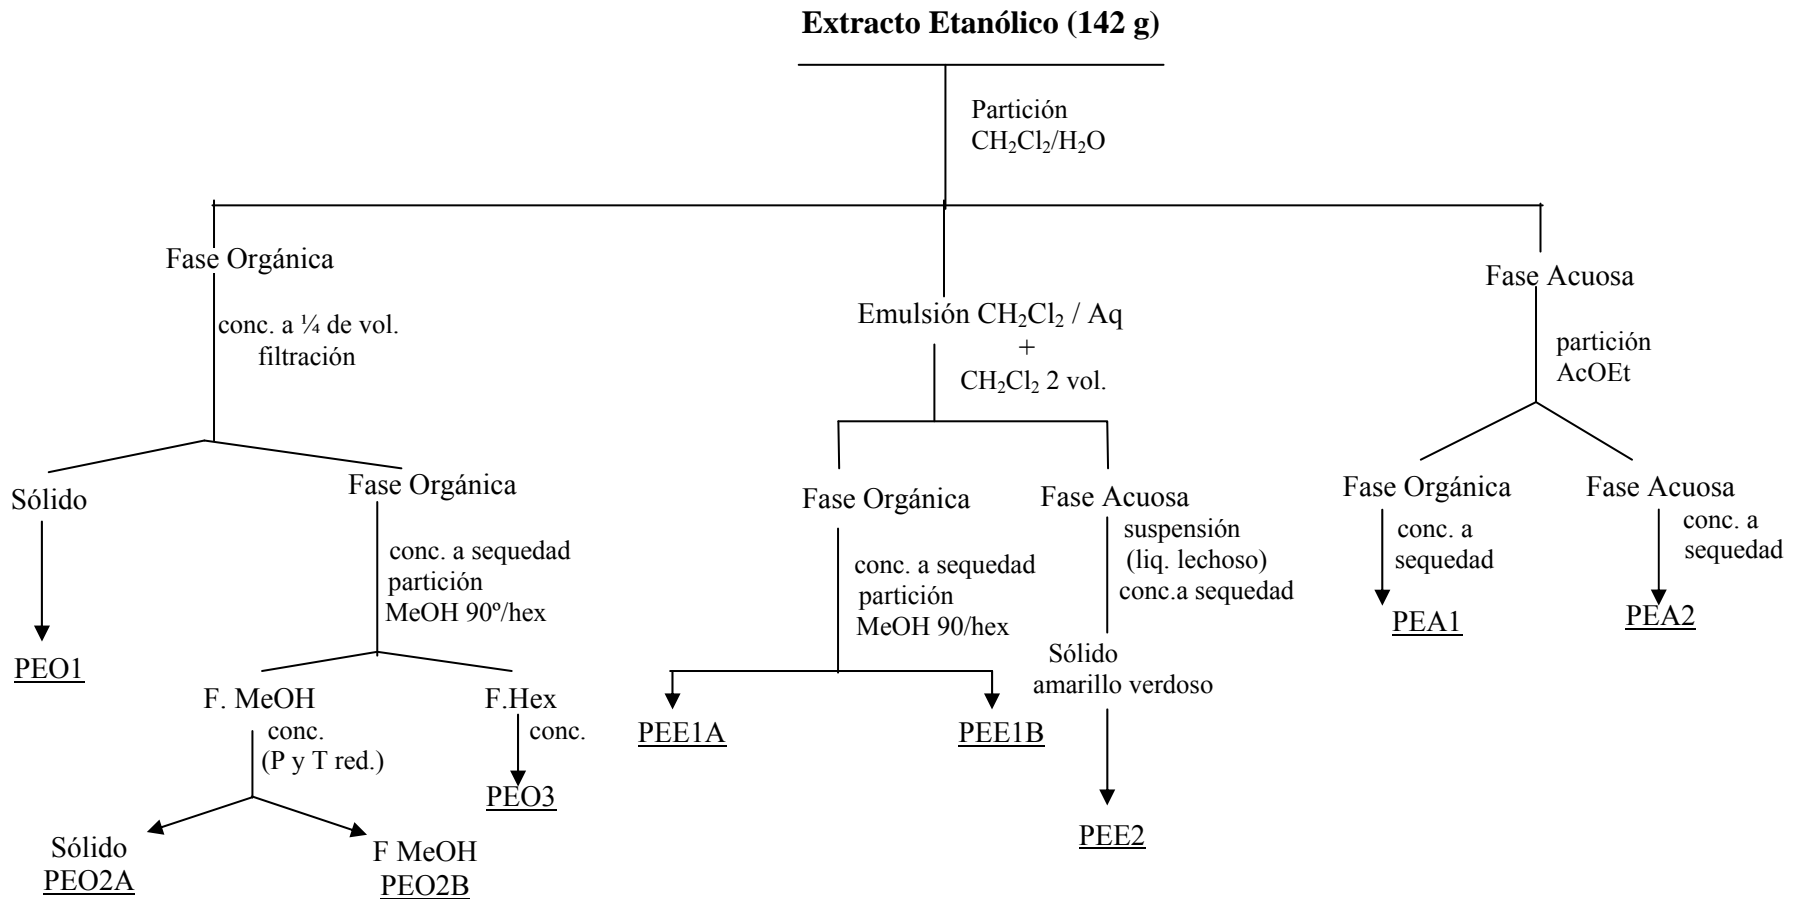 Extracto Etanólico (142 g)
Partición
CH₂Cl₂/H₂O
Fase Orgánica
conc. a ¼ de vol.
filtración
Sólido
PEO1
Fase Orgánica
conc. a sequedad
partición
MeOH 90º/hex
F. MeOH
conc.
(P y T red.)
Sólido
PEO2A
F MeOH
PEO2B
F.Hex
conc.
PEO3
Emulsión CH₂Cl₂ / Aq
+
CH₂Cl₂ 2 vol.
Fase Orgánica
conc. a sequedad
partición
MeOH 90/hex
PEE1A
PEE1B
Fase Acuosa
suspensión
(liq. lechoso)
conc.a sequedad
Sólido
amarillo verdoso
PEE2
Fase Acuosa
partición
AcOEt
Fase Orgánica
conc. a
sequedad
PEA1
Fase Acuosa
conc. a
sequedad
PEA2